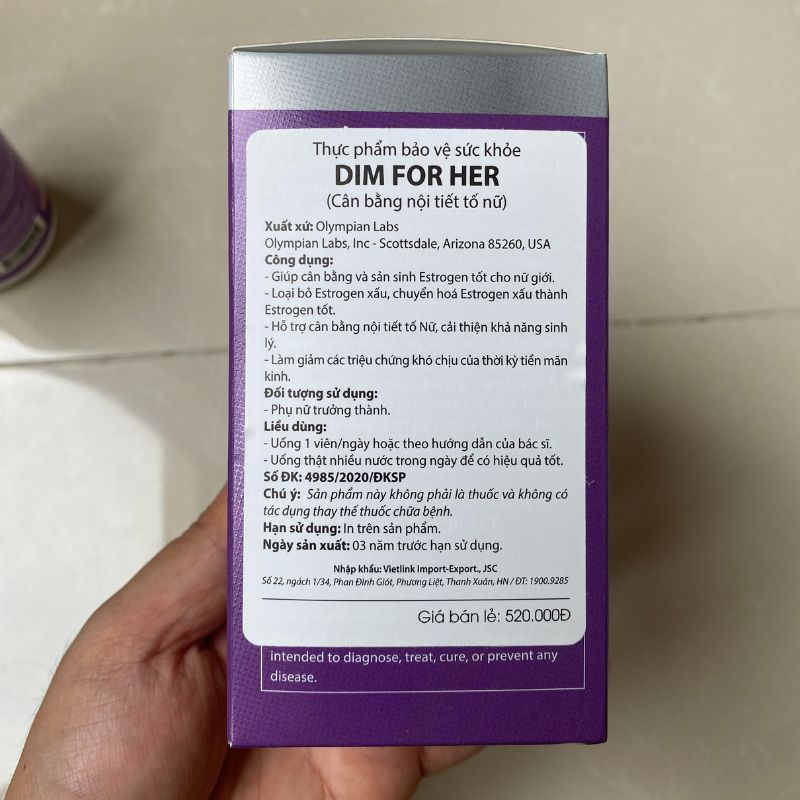 Thực phẩm bảo vệ sức khỏe
DIM FOR HER
(Cân bằng nội tiết tố nữ)
Xuất xứ: Olympian Labs
Olympian Labs, Inc - Scottsdale, Arizona 85260, USA
Công dụng:
- Giúp cân bằng và sản sinh Estrogen tốt cho nữ giới.
- Loại bỏ Estrogen xấu, chuyển hoá Estrogen xấu thành
Estrogen tốt.
- Hỗ trợ cân bằng nội tiết tố Nữ, cải thiện khả năng sinh
lý.
- Làm giảm các triệu chứng khó chịu của thời kỳ tiền mãn
kinh.
Đối tượng sử dụng:
- Phụ nữ trưởng thành.
Liều dùng:
- Uống 1 viên/ngày hoặc theo hướng dẫn của bác sĩ.
- Uống thật nhiều nước trong ngày để có hiệu quả tốt.
Số ĐK: 4985/2020/ĐKSP
Chú ý: Sản phẩm này không phải là thuốc và không có
tác dụng thay thế thuốc chữa bệnh.
Hạn sử dụng: In trên sản phẩm.
Ngày sản xuất: 03 năm trước hạn sử dụng.
Nhập khẩu: Vietlink Import-Export., JSC
Số 22, ngách 1/34, Phan Đình Giót, Phương Liệt, Thanh Xuân, HN / ĐT: 1900.9285
Giá bán lẻ: 520.000Đ
intended to diagnose, treat, cure, or prevent any
disease.